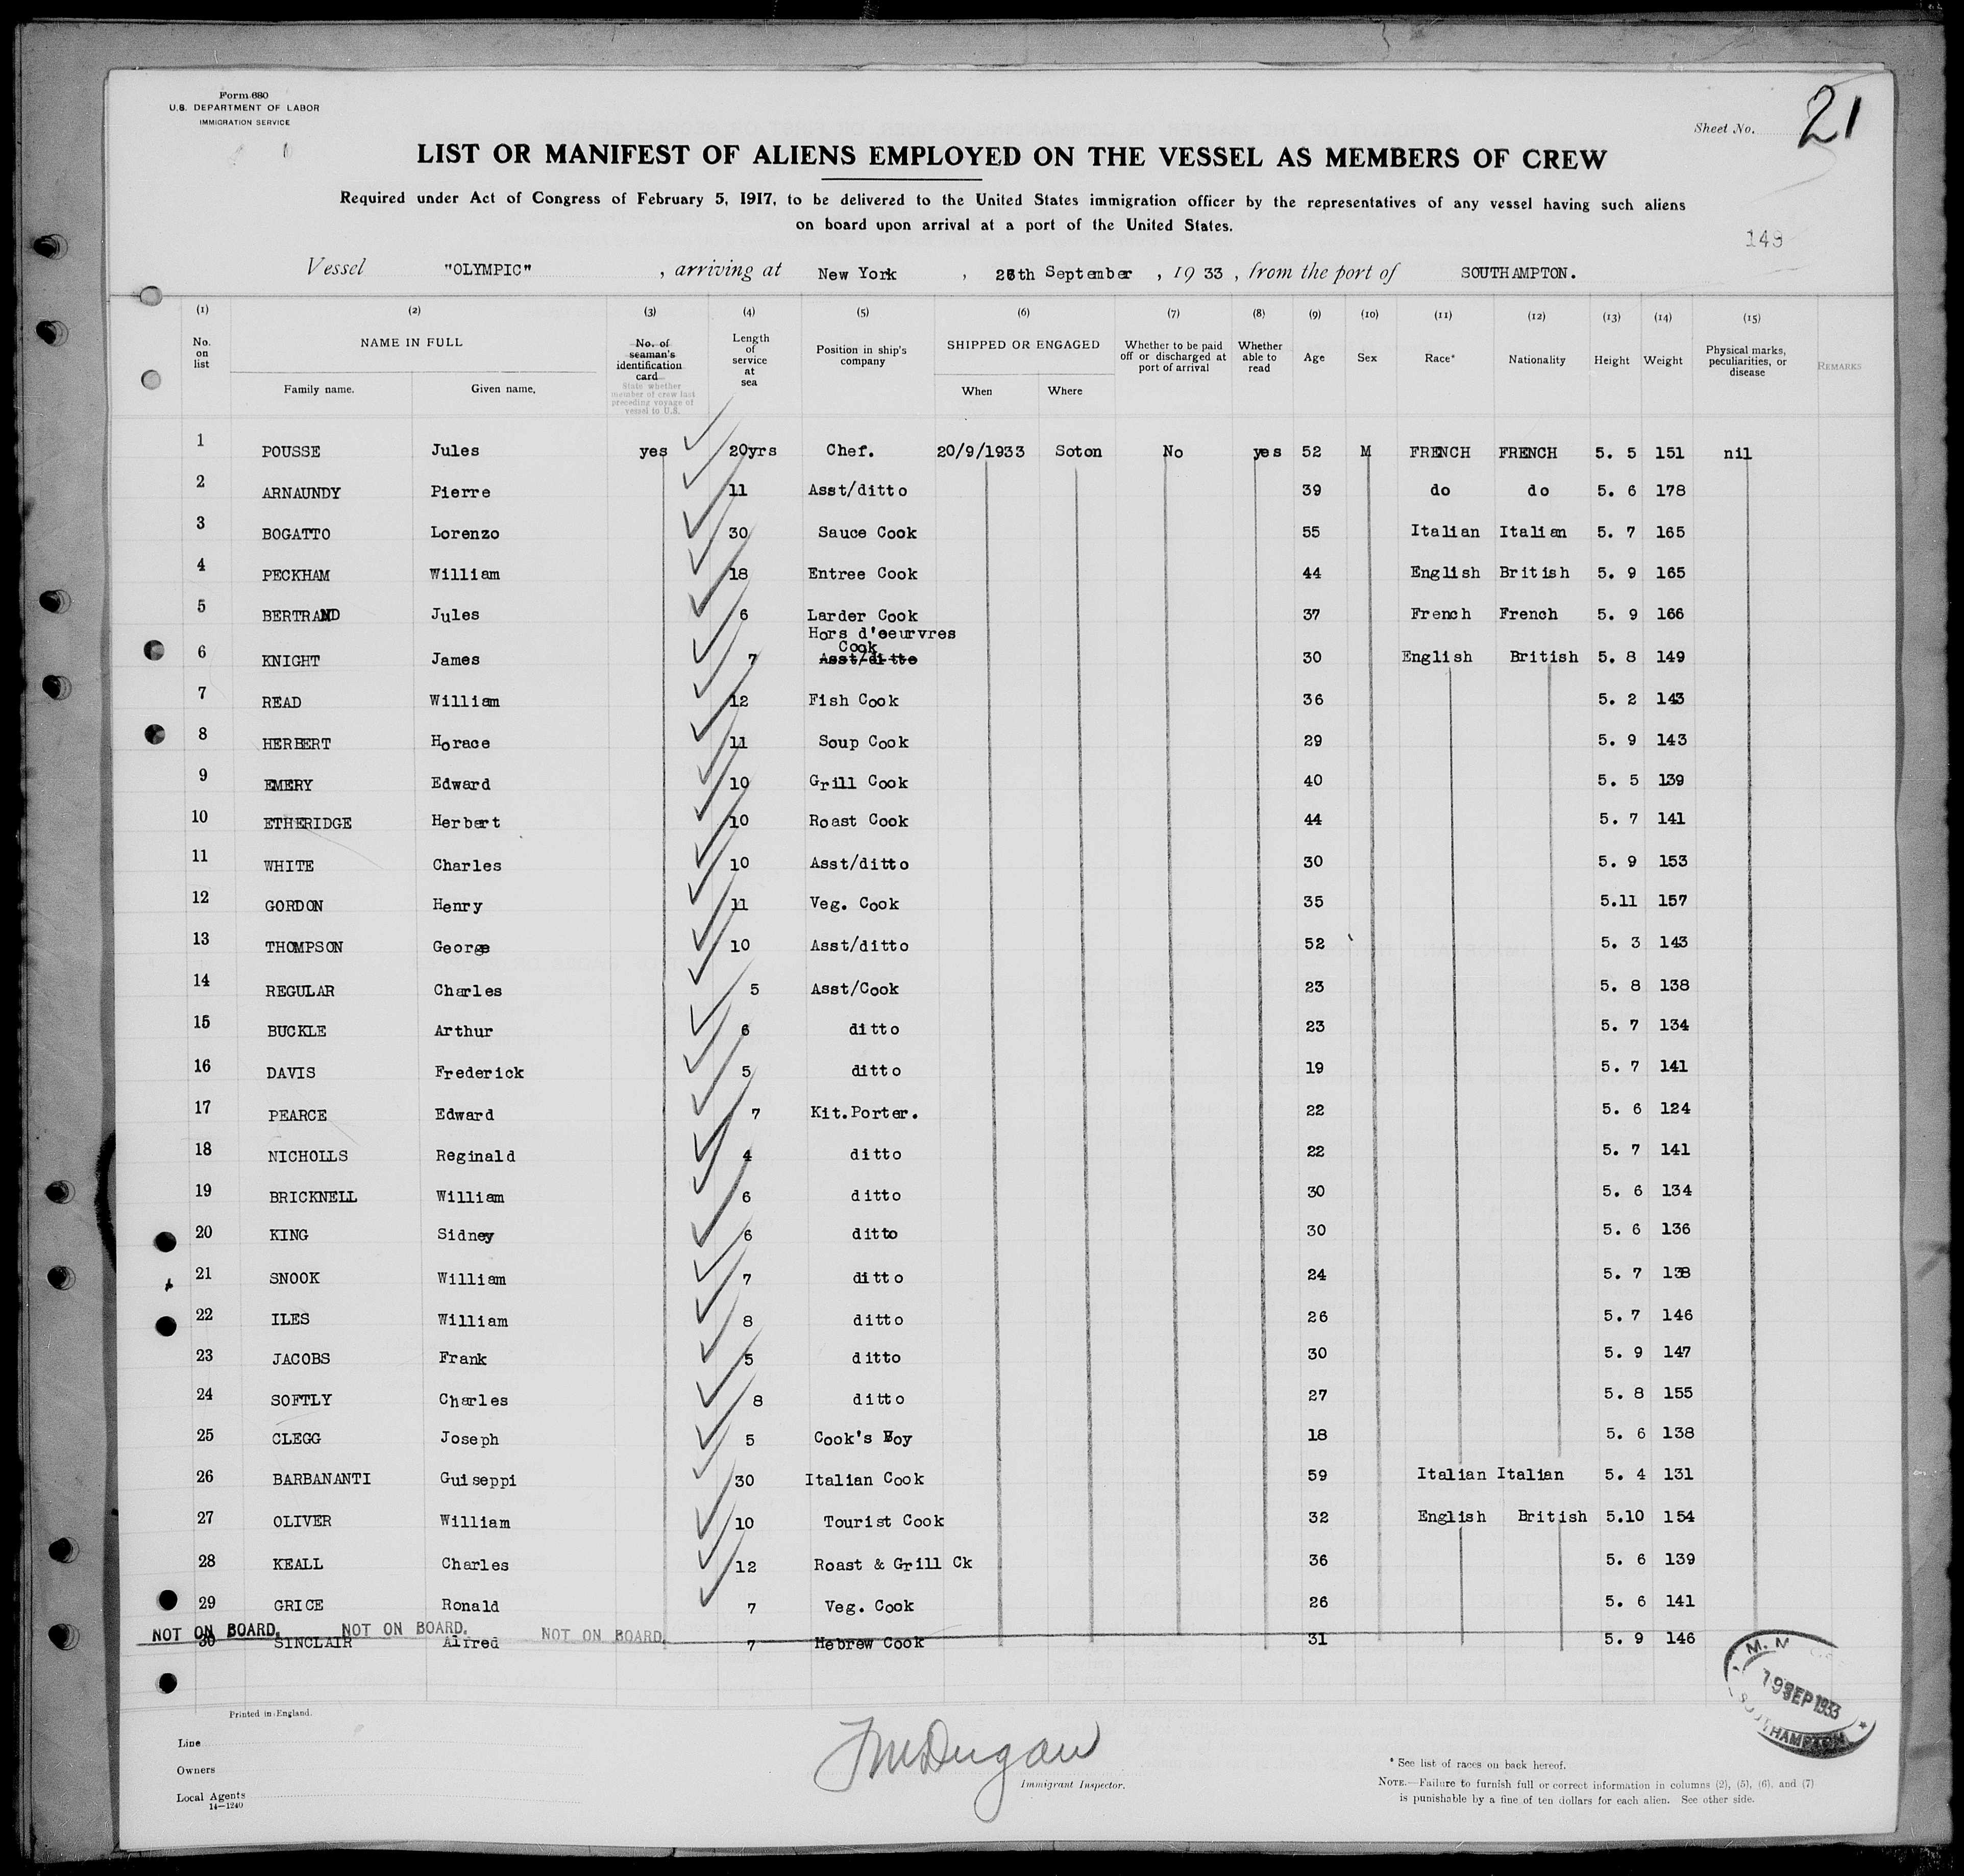 Form 680
U.S. DEPARTMENT OF LABOR
IMMIGRATION SERVICE
Sheet No. 21
LIST OR MANIFEST OF ALIENS EMPLOYED ON THE VESSEL AS MEMBERS OF CREW
Required under Act of Congress of February 5, 1917, to be delivered to the United States immigration officer by the representatives of any vessel having such aliens
on board upon arrival at a port of the United States.
149
Vessel "OLYMPIC", arriving at New York, 26th September, 1933, from the port of SOUTHAMPTON.
(1) (2) (3) (4) (5) (6) (7) (8) (9) (10) (11) (12) (13) (14) (15)
No. on list NAME IN FULL No. of seaman's identification card Length of service at sea Position in ship's company SHIPPED OR ENGAGED Whether to be paid off or discharged at port of arrival Whether able to read Age Sex Race* Nationality Height Weight Physical marks, peculiarities, or disease REMARKS
Family name. Given name. State whether member of crew last preceding voyage of vessel to U.S. When Where
1 POUSSE Jules yes 20yrs Chef. 20/9/1933 Soton No yes 52 M FRENCH FRENCH 5. 5 151 nil
2 ARNAUNDY Pierre 11 Asst/ditto 39 do do 5. 6 178
3 BOGATTO Lorenzo 30 Sauce Cook 55 Italian Italian 5. 7 165
4 PECKHAM William 18 Entree Cook 44 English British 5. 9 165
5 BERTRAND Jules 6 Larder Cook 37 French French 5. 9 166
Hors d'oeurvres
Cook
6 KNIGHT James 7 Asst/ditto 30 English British 5. 8 149
7 READ William 12 Fish Cook 36 5. 2 143
8 HERBERT Horace 11 Soup Cook 29 5. 9 143
9 EMERY Edward 10 Grill Cook 40 5. 5 139
10 ETHERIDGE Herbert 10 Roast Cook 44 5. 7 141
11 WHITE Charles 10 Asst/ditto 30 5. 9 153
12 GORDON Henry 11 Veg. Cook 35 5.11 157
13 THOMPSON George 10 Asst/ditto 52 5. 3 143
14 REGULAR Charles 5 Asst/Cook 23 5. 8 138
15 BUCKLE Arthur 6 ditto 23 5. 7 134
16 DAVIS Frederick 5 ditto 19 5. 7 141
17 PEARCE Edward 7 Kit.Porter. 22 5. 6 124
18 NICHOLLS Reginald 4 ditto 22 5. 7 141
19 BRICKNELL William 6 ditto 30 5. 6 134
20 KING Sidney 6 ditto 30 5. 6 136
21 SNOOK William 7 ditto 24 5. 7 138
22 ILES William 8 ditto 26 5. 7 146
23 JACOBS Frank 5 ditto 30 5. 9 147
24 SOFTLY Charles 8 ditto 27 5. 8 155
25 CLEGG Joseph 5 Cook's Boy 18 5. 6 138
26 BARBANANTI Guiseppi 30 Italian Cook 59 Italian Italian 5. 4 131
27 OLIVER William 10 Tourist Cook 32 English British 5.10 154
28 KEALL Charles 12 Roast & Grill Ck 36 5. 6 139
29 GRICE Ronald 7 Veg. Cook 26 5. 6 141
NOT ON BOARD. NOT ON BOARD. NOT ON BOARD.
30 SINCLAIR Alfred 7 Hebrew Cook 31 5. 9 146
19 SEP 1933
SOUTHAMPTON
Printed in England.
Line
Owners
Local Agents
14-1240
Immigrant Inspector.
* See list of races on back hereof.
NOTE.—Failure to furnish full or correct information in columns (2), (5), (6), and (7)
is punishable by a fine of ten dollars for each alien. See other side.